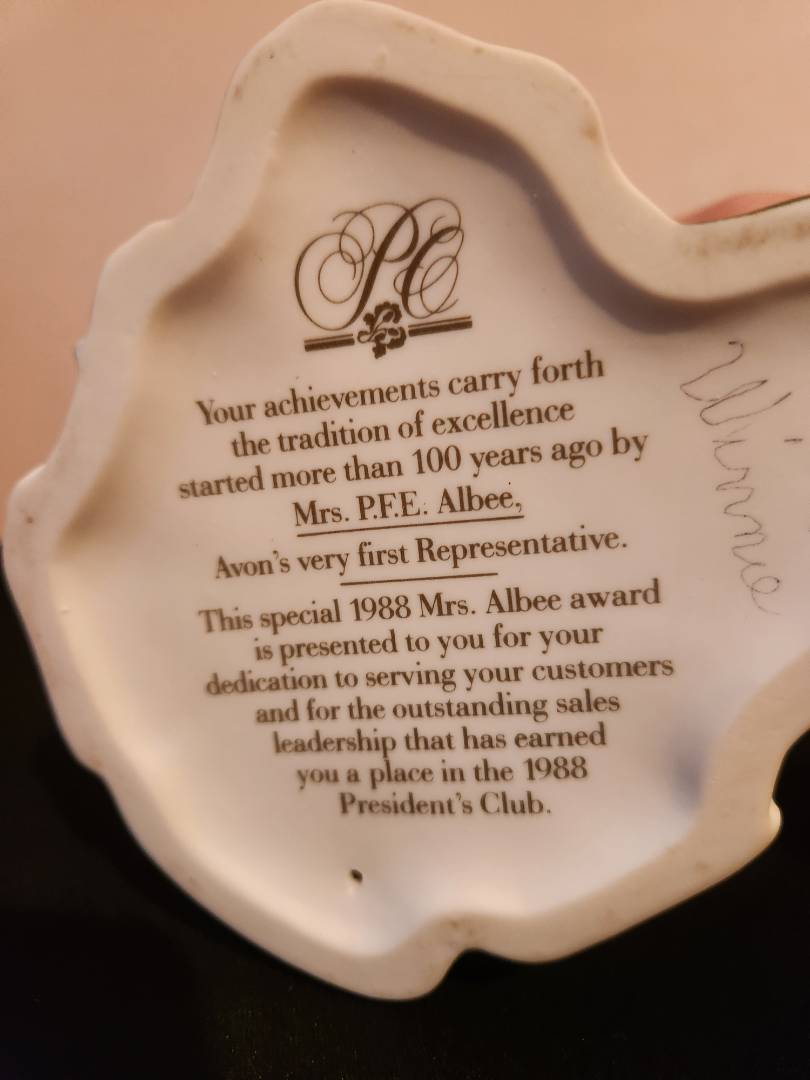 PC
Your achievements carry forth
the tradition of excellence
started more than 100 years ago by
Mrs. P.F.E. Albee,
Avon's very first Representative.
This special 1988 Mrs. Albee award
is presented to you for your
dedication to serving your customers
and for the outstanding sales
leadership that has earned
you a place in the 1988
President's Club.
Winnie